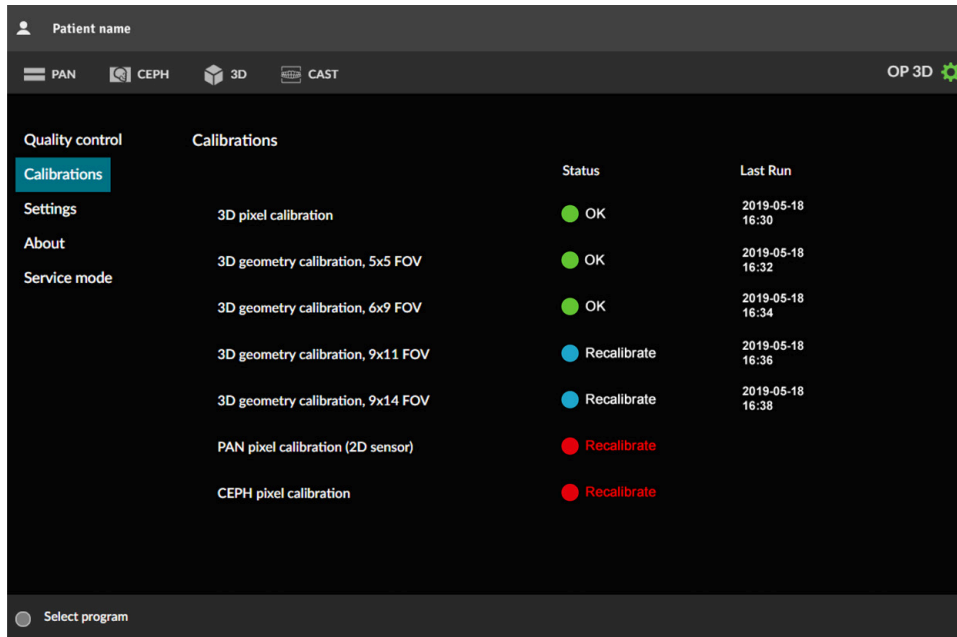 Patient name
PAN CEPH 3D CAST OP 3D
Quality control
Calibrations
Settings
About
Service mode
Calibrations
Status Last Run
3D pixel calibration OK 2019-05-18
16:30
3D geometry calibration, 5x5 FOV OK 2019-05-18
16:32
3D geometry calibration, 6x9 FOV OK 2019-05-18
16:34
3D geometry calibration, 9x11 FOV Recalibrate 2019-05-18
16:36
3D geometry calibration, 9x14 FOV Recalibrate 2019-05-18
16:38
PAN pixel calibration (2D sensor) Recalibrate
CEPH pixel calibration Recalibrate
Select program